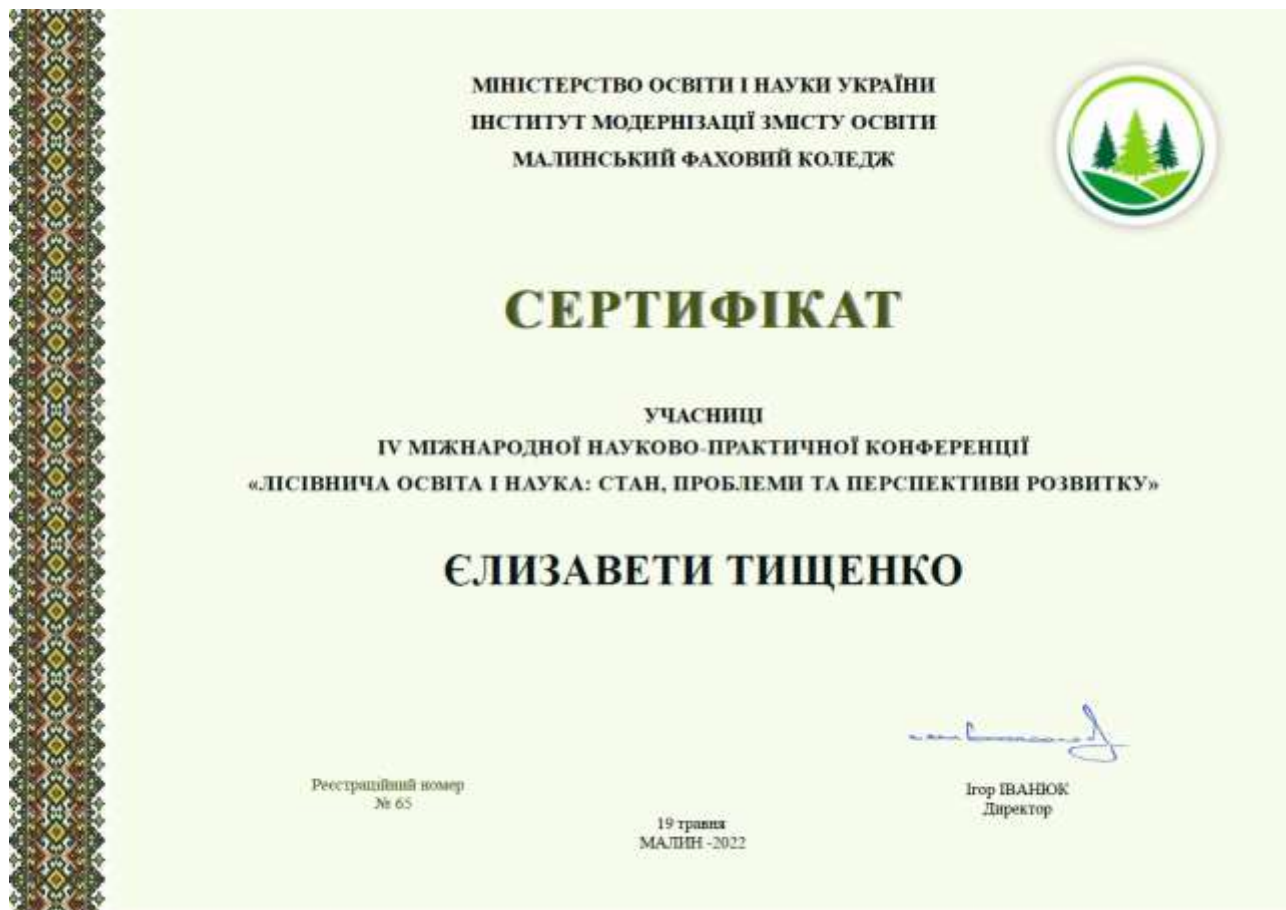 МІНІСТЕРСТВО ОСВІТИ І НАУКИ УКРАЇНИ
ІНСТИТУТ МОДЕРНІЗАЦІЇ ЗМІСТУ ОСВІТИ
МАЛИНСЬКИЙ ФАХОВИЙ КОЛЕДЖ
СЕРТИФІКАТ
УЧАСНИЦІ
IV МІЖНАРОДНОЇ НАУКОВО-ПРАКТИЧНОЇ КОНФЕРЕНЦІЇ
«ЛІСІВНИЧА ОСВІТА І НАУКА: СТАН, ПРОБЛЕМИ ТА ПЕРСПЕКТИВИ РОЗВИТКУ»
ЄЛИЗАВЕТИ ТИЩЕНКО
Реєстраційний номер
№ 65
Ігор ІВАНЮК
Директор
19 травня
МАЛИН -2022